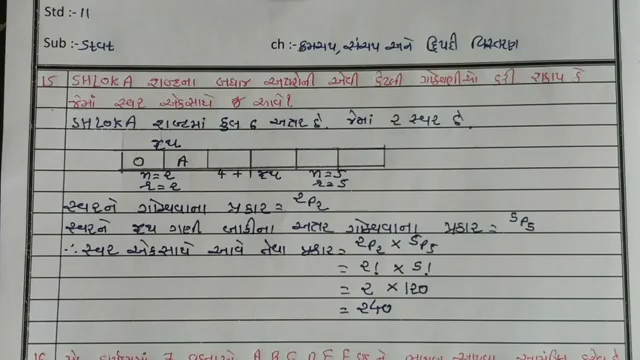 Std :- 11
Sub :- Stat ch :- ક્રમચય, સંચય અને દ્વિપદી વિસ્તરણ
15 SHLOKA શબ્દના બધાજ અક્ષરોની એવી કેટલી ગોઠવણીઓ કરી શકાય કે
જેમાં સ્વર એકસાથે જ આવે?
SHLOKA શબ્દમાં કુલ 6 અક્ષર છે. જેમાં 2 સ્વર છે.
જૂથ
O A
n=2 4 + 1 જૂથ n=5
r=2 r=5
સ્વરને ગોઠવવાના પ્રકાર = ²P₂
સ્વરને જૂથ ગણી બાકીના અક્ષર ગોઠવવાના પ્રકાર = ⁵P₅
∴ સ્વર એકસાથે આવે તેવા પ્રકાર = ²P₂ × ⁵P₅
= 2! × 5!
= 2 × 120
= 240